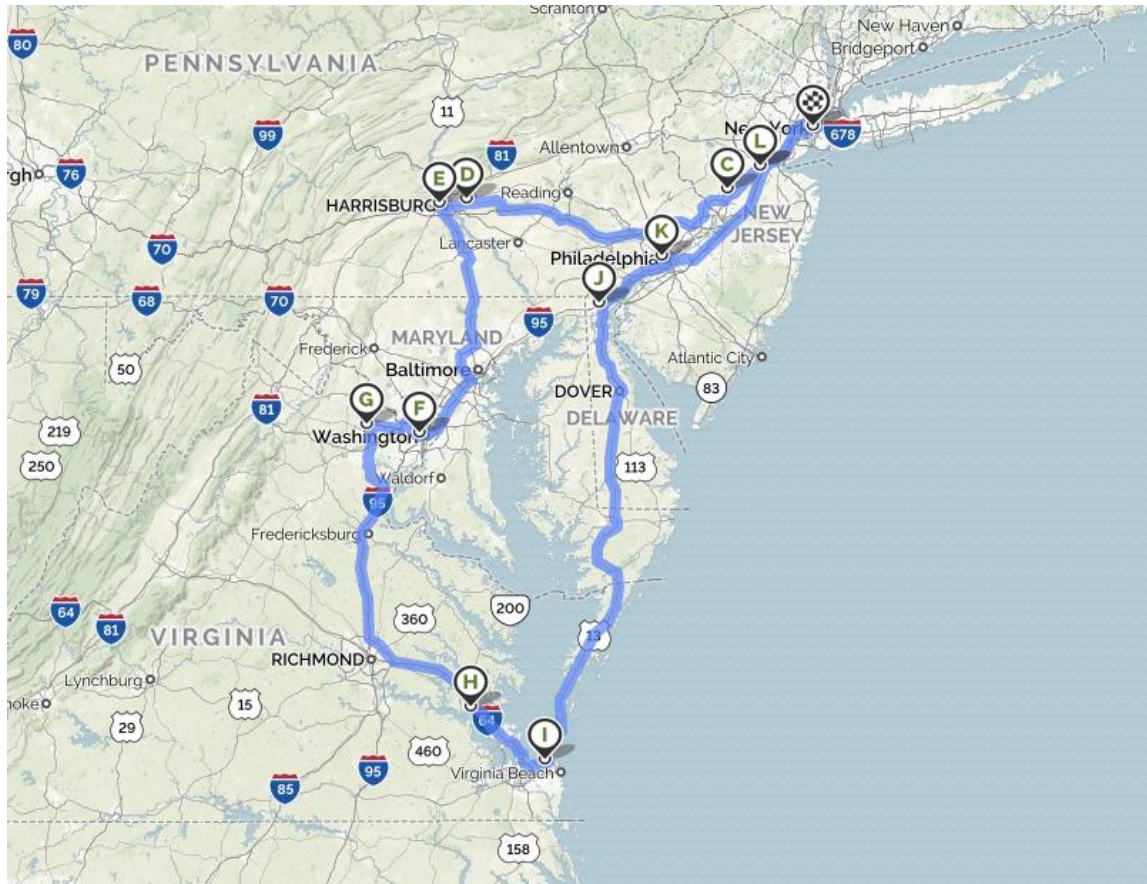 Scranton
New Haven
80
Bridgeport
PENNSYLVANIA
11
99
New York
678
L
81
Allentown
76
E
D
C
Reading
HARRISBURG
NEW
JERSEY
K
Lancaster
70
Philadelphia
J
79
68
70
95
MARYLAND
Frederick
50
Baltimore
Atlantic City
83
DOVER
G
F
81
DELAWARE
219
Washington
250
113
Waldorf
95
Fredericksburg
64
81
360
200
13
VIRGINIA
RICHMOND
Lynchburg
H
15
64
29
460
I
95
Virginia Beach
85
158